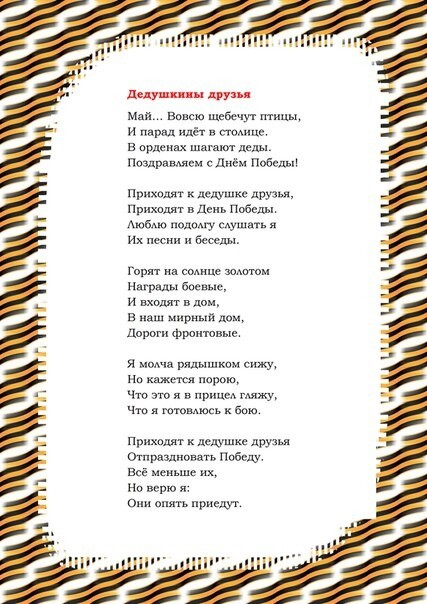 Дедушкины друзья
Май... Вовсю щебечут птицы,
И парад идёт в столице.
В орденах шагают деды.
Поздравляем с Днём Победы!
Приходят к дедушке друзья,
Приходят в День Победы.
Люблю подолгу слушать я
Их песни и беседы.
Горят на солнце золотом
Награды боевые,
И входят в дом,
В наш мирный дом,
Дороги фронтовые.
Я молча рядышком сижу,
Но кажется порою,
Что это я в прицел гляжу,
Что я готовлюсь к бою.
Приходят к дедушке друзья
Отпраздновать Победу.
Всё меньше их,
Но верю я:
Они опять приедут.